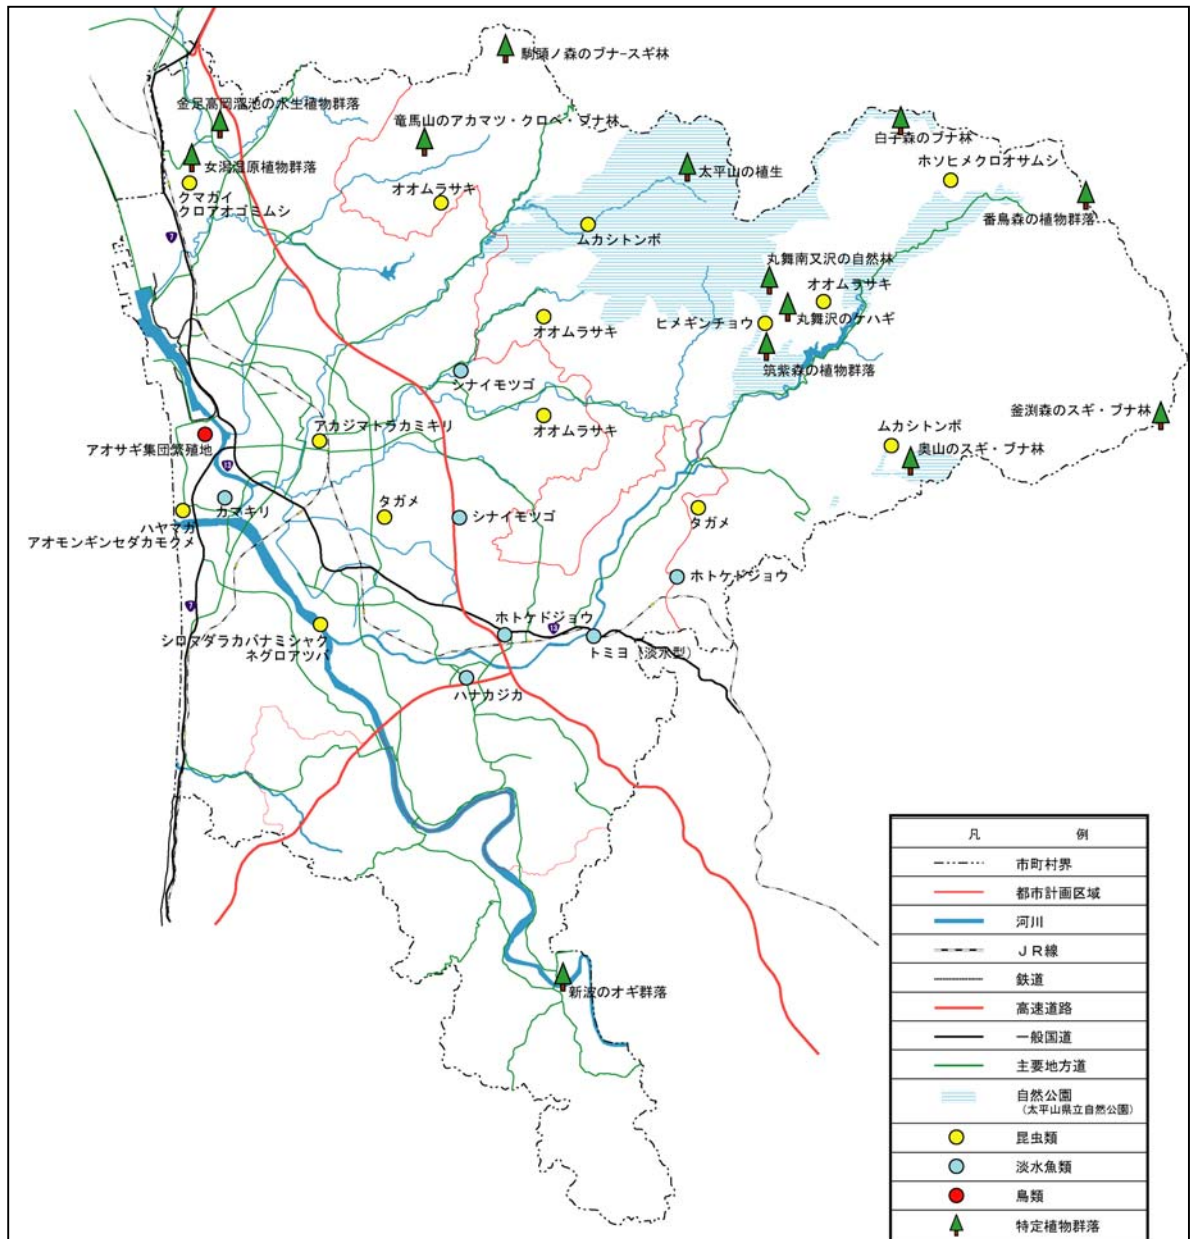 駒頭ノ森のブナースギ林
金足高岡溜池の水生植物群落
竜馬山のアカマツ・クロベ・ブナ林
白子森のブナ林
女潟湿原植物群落
太平山の植生
ホソヒメクロオサムシ
クマガイ
クロアオゴミムシ
オオムラサキ
番鳥森の植物群落
7
ムカシトンボ
丸舞南又沢の自然林
オオムラサキ
丸舞沢のケハギ
ヒメギンチョウ
オオムラサキ
筑紫森の植物群落
シナイモツゴ
釜渕森のスギ・ブナ林
オオムラサキ
ムカシトンボ
アカジマトラカミキリ
アオサギ集団繁殖地
奥山のスギ・ブナ林
13
カマキリ
タガメ
シナイモツゴ
タガメ
ハヤマガ
アオモンギンセダカモクメ
ホトケドジョウ
7
ホトケドジョウ
13
シロマダラカバナミシャク
ネグロアツバ
トミヨ(淡水型)
ハナカジカ
新波のオギ群落
凡 例
市町村界
都市計画区域
河川
JR線
鉄道
高速道路
一般国道
主要地方道
自然公園
(太平山県立自然公園)
昆虫類
淡水魚類
鳥類
特定植物群落